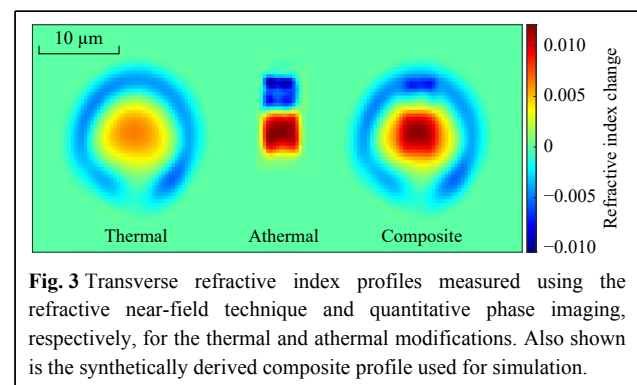 10 µm
Thermal
Athermal
Composite
0.010
0.005
0
−0.005
−0.010
Refractive index change
Fig. 3 Transverse refractive index profiles measured using the
refractive near-field technique and quantitative phase imaging,
respectively, for the thermal and athermal modifications. Also shown
is the synthetically derived composite profile used for simulation.